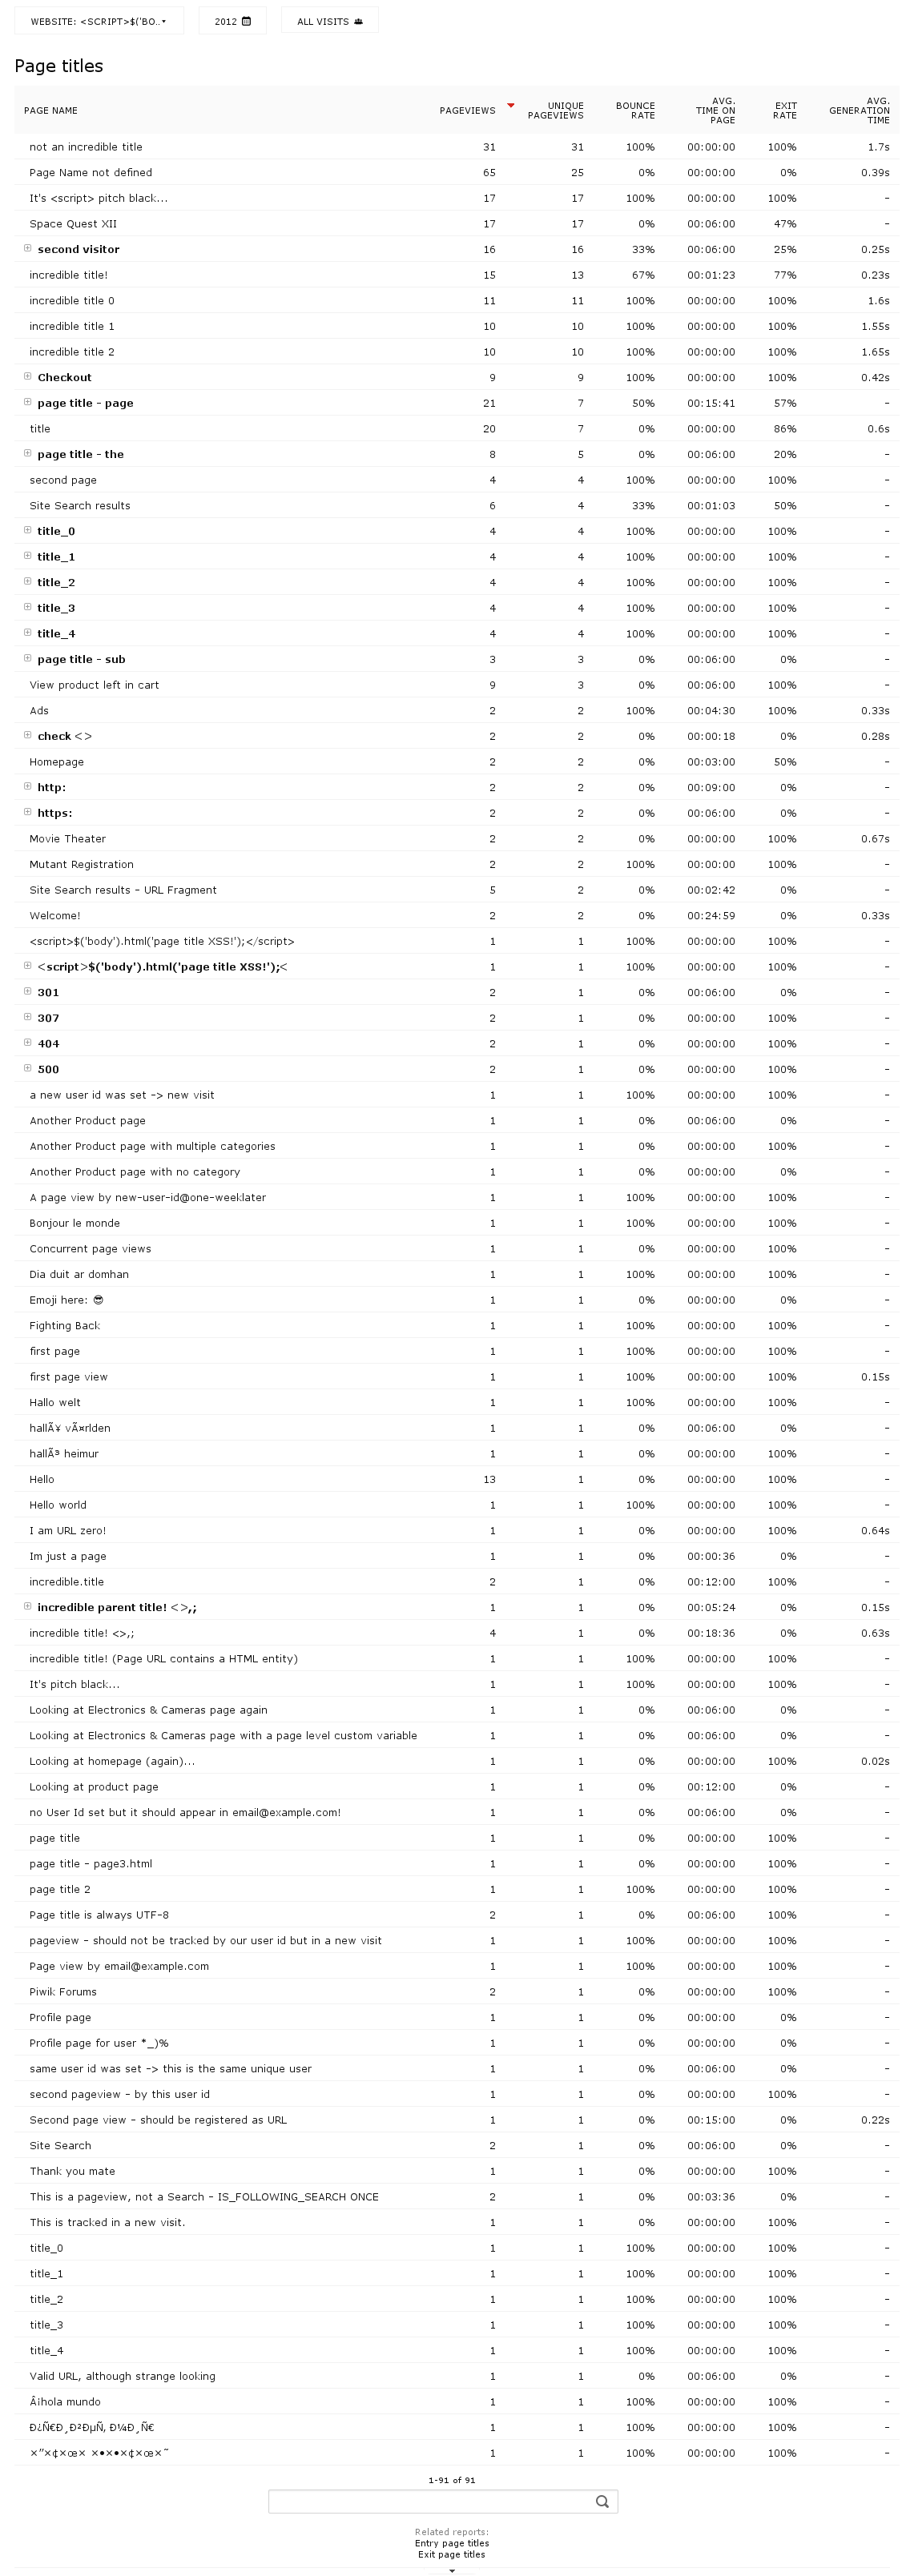 WEBSITE: <SCRIPT>$('BO.. 2012 ALL VISITS
Page titles
PAGE NAME PAGEVIEWS UNIQUE PAGEVIEWS BOUNCE RATE AVG. TIME ON PAGE EXIT RATE AVG. GENERATION TIME
not an incredible title 31 31 100% 00:00:00 100% 1.7s
Page Name not defined 65 25 0% 00:00:00 0% 0.39s
It's <script> pitch black... 17 17 100% 00:00:00 100% -
Space Quest XII 17 17 0% 00:06:00 47% -
second visitor 16 16 33% 00:06:00 25% 0.25s
incredible title! 15 13 67% 00:01:23 77% 0.23s
incredible title 0 11 11 100% 00:00:00 100% 1.6s
incredible title 1 10 10 100% 00:00:00 100% 1.55s
incredible title 2 10 10 100% 00:00:00 100% 1.65s
Checkout 9 9 100% 00:00:00 100% 0.42s
page title - page 21 7 50% 00:15:41 57% -
title 20 7 0% 00:00:00 86% 0.6s
page title - the 8 5 0% 00:06:00 20% -
second page 4 4 100% 00:00:00 100% -
Site Search results 6 4 33% 00:01:03 50% -
title_0 4 4 100% 00:00:00 100% -
title_1 4 4 100% 00:00:00 100% -
title_2 4 4 100% 00:00:00 100% -
title_3 4 4 100% 00:00:00 100% -
title_4 4 4 100% 00:00:00 100% -
page title - sub 3 3 0% 00:06:00 0% -
View product left in cart 9 3 0% 00:06:00 100% -
Ads 2 2 100% 00:04:30 100% 0.33s
check <> 2 2 0% 00:00:18 0% 0.28s
Homepage 2 2 0% 00:03:00 50% -
http: 2 2 0% 00:09:00 0% -
https: 2 2 0% 00:06:00 0% -
Movie Theater 2 2 0% 00:00:00 100% 0.67s
Mutant Registration 2 2 100% 00:00:00 100% -
Site Search results - URL Fragment 5 2 0% 00:02:42 0% -
Welcome! 2 2 0% 00:24:59 0% 0.33s
<script>$('body').html('page title XSS!');</script> 1 1 100% 00:00:00 100% -
<script>$('body').html('page title XSS!');< 1 1 100% 00:00:00 100% -
301 2 1 0% 00:06:00 0% -
307 2 1 0% 00:00:00 100% -
404 2 1 0% 00:00:00 100% -
500 2 1 0% 00:00:00 100% -
a new user id was set -> new visit 1 1 100% 00:00:00 100% -
Another Product page 1 1 0% 00:06:00 0% -
Another Product page with multiple categories 1 1 0% 00:00:00 100% -
Another Product page with no category 1 1 0% 00:00:00 0% -
A page view by new-user-id@one-weeklater 1 1 100% 00:00:00 100% -
Bonjour le monde 1 1 100% 00:00:00 100% -
Concurrent page views 1 1 0% 00:00:00 100% -
Dia duit ar domhan 1 1 100% 00:00:00 100% -
Emoji here: 😎 1 1 0% 00:00:00 0% -
Fighting Back 1 1 100% 00:00:00 100% -
first page 1 1 100% 00:00:00 100% -
first page view 1 1 100% 00:00:00 100% 0.15s
Hallo welt 1 1 100% 00:00:00 100% -
hallÃ¥ vÃ¤rlden 1 1 0% 00:06:00 0% -
hallÃ³ heimur 1 1 0% 00:00:00 100% -
Hello 13 1 0% 00:00:00 100% -
Hello world 1 1 100% 00:00:00 100% -
I am URL zero! 1 1 0% 00:00:00 100% 0.64s
Im just a page 1 1 0% 00:00:36 0% -
incredible.title 2 1 0% 00:12:00 100% -
incredible parent title! <>,; 1 1 0% 00:05:24 0% 0.15s
incredible title! <>,; 4 1 0% 00:18:36 0% 0.63s
incredible title! (Page URL contains a HTML entity) 1 1 100% 00:00:00 100% -
It's pitch black... 1 1 100% 00:00:00 100% -
Looking at Electronics & Cameras page again 1 1 0% 00:06:00 0% -
Looking at Electronics & Cameras page with a page level custom variable 1 1 0% 00:06:00 0% -
Looking at homepage (again)... 1 1 0% 00:00:00 100% 0.02s
Looking at product page 1 1 0% 00:12:00 0% -
no User Id set but it should appear in email@example.com! 1 1 0% 00:06:00 0% -
page title 1 1 0% 00:00:00 100% -
page title - page3.html 1 1 0% 00:00:00 100% -
page title 2 1 1 100% 00:00:00 100% -
Page title is always UTF-8 2 1 0% 00:06:00 100% -
pageview - should not be tracked by our user id but in a new visit 1 1 100% 00:00:00 100% -
Page view by email@example.com 1 1 100% 00:00:00 100% -
Piwik Forums 2 1 0% 00:00:00 100% -
Profile page 1 1 0% 00:00:00 0% -
Profile page for user *_)% 1 1 0% 00:00:00 0% -
same user id was set -> this is the same unique user 1 1 0% 00:06:00 0% -
second pageview - by this user id 1 1 0% 00:00:00 100% -
Second page view - should be registered as URL 1 1 0% 00:15:00 0% 0.22s
Site Search 2 1 0% 00:06:00 0% -
Thank you mate 1 1 0% 00:00:00 100% -
This is a pageview, not a Search - IS_FOLLOWING_SEARCH ONCE 2 1 0% 00:03:36 0% -
This is tracked in a new visit. 1 1 0% 00:00:00 100% -
title_0 1 1 100% 00:00:00 100% -
title_1 1 1 100% 00:00:00 100% -
title_2 1 1 100% 00:00:00 100% -
title_3 1 1 100% 00:00:00 100% -
title_4 1 1 100% 00:00:00 100% -
Valid URL, although strange looking 1 1 0% 00:06:00 0% -
Â¡hola mundo 1 1 100% 00:00:00 100% -
Ð¿Ñ€Ð¸Ð²ÐµÑ‚ Ð¼Ð¸Ñ€ 1 1 100% 00:00:00 100% -
×"×¢×œ× ×•×•×¢×œ×˜ 1 1 100% 00:00:00 100% -
1-91 of 91
Related reports:
Entry page titles
Exit page titles